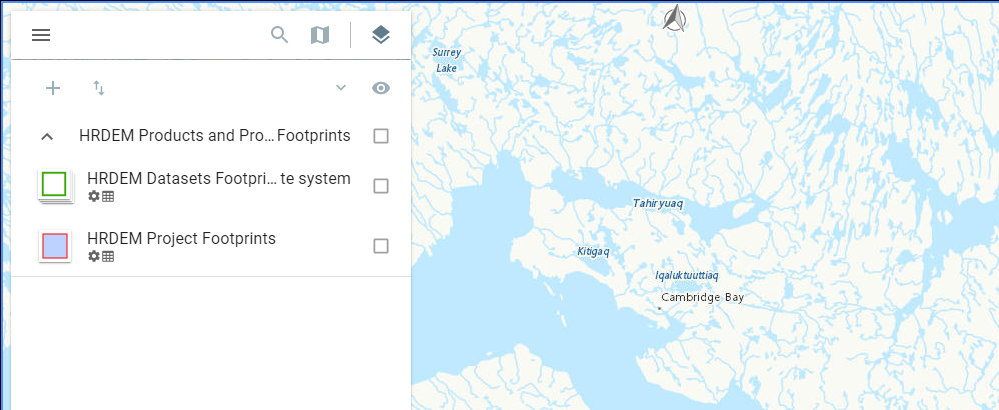 HRDEM Products and Pro... Footprints
HRDEM Datasets Footpri... te system
HRDEM Project Footprints
Surrey
Lake
Tahiryuaq
Kitigaq
Iqaluktuuttiaq
Cambridge Bay